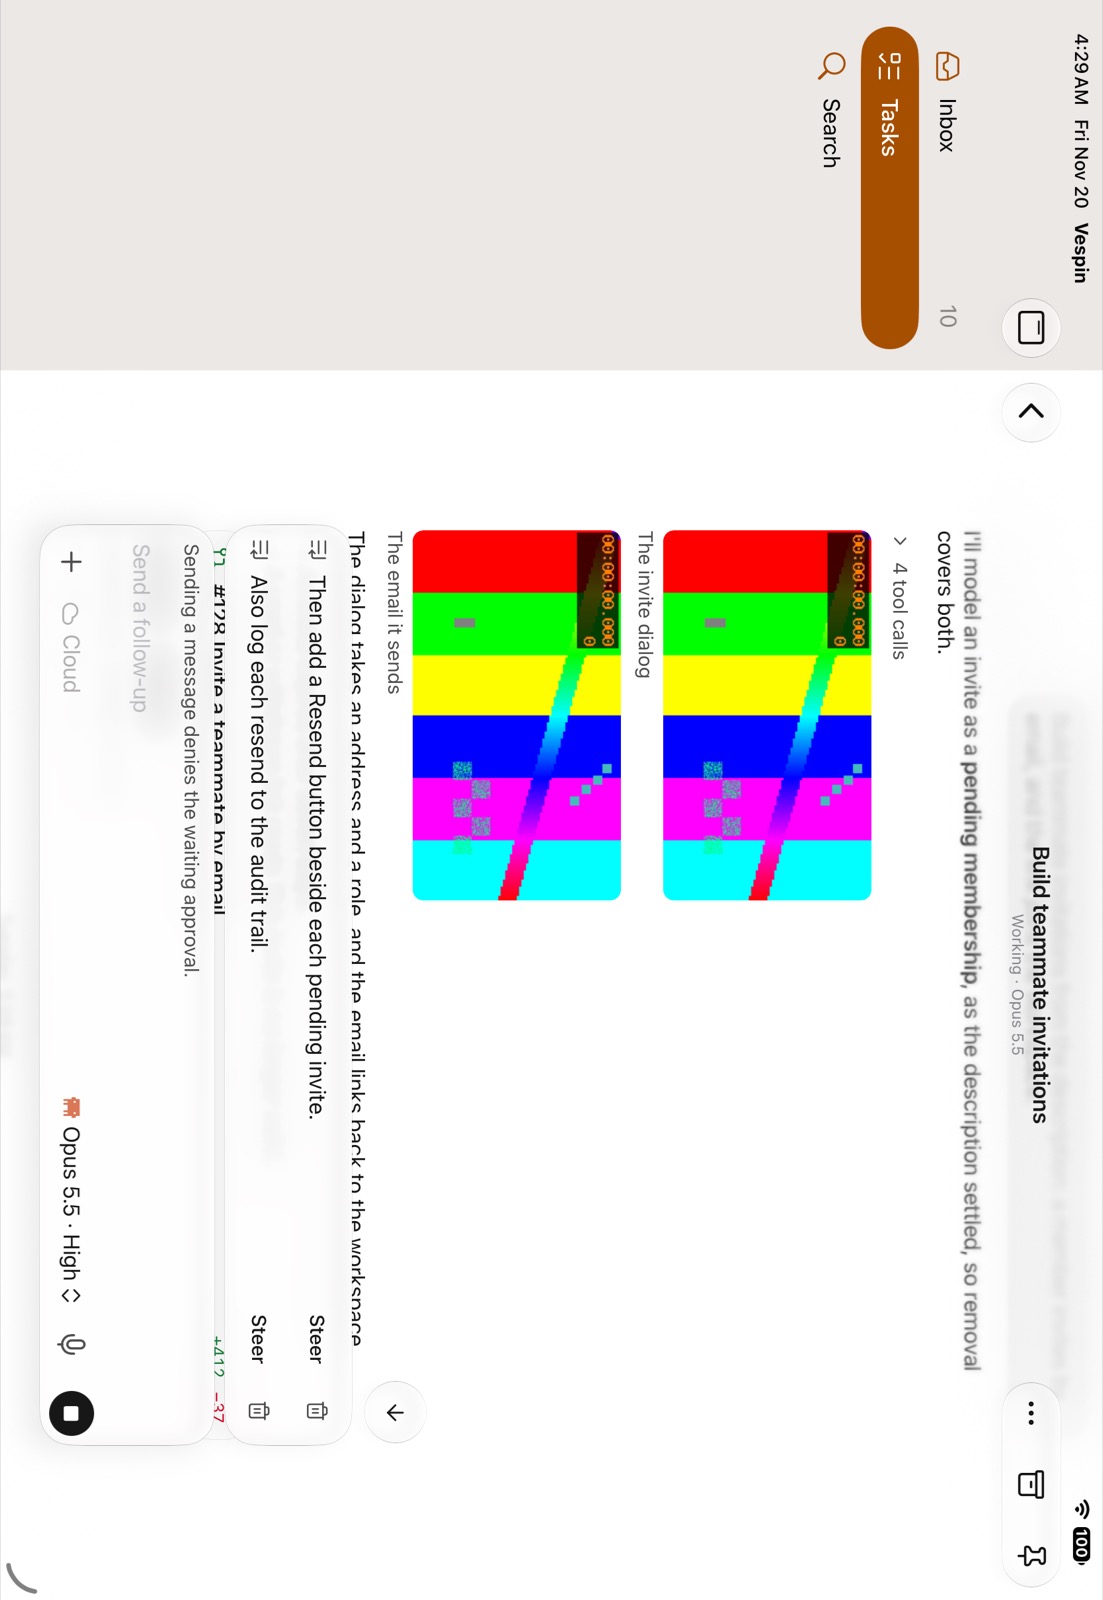 4:29 AM Fri Nov 20 Vespin
100
Inbox 10
Tasks
Search
Build teammate invitations
Working · Opus 5.5
I'll model an invite as a pending membership, as the description settled, so removal
covers both.
4 tool calls
00:00:00.000
0
The invite dialog
00:00:00.000
0
The email it sends
The dialog takes an address and a role, and the email links back to the workspace
Then add a Resend button beside each pending invite. Steer
Also log each resend to the audit trail. Steer
#128 Invite a teammate by email +412 −37
Sending a message denies the waiting approval.
Send a follow-up
Cloud Opus 5.5 · High